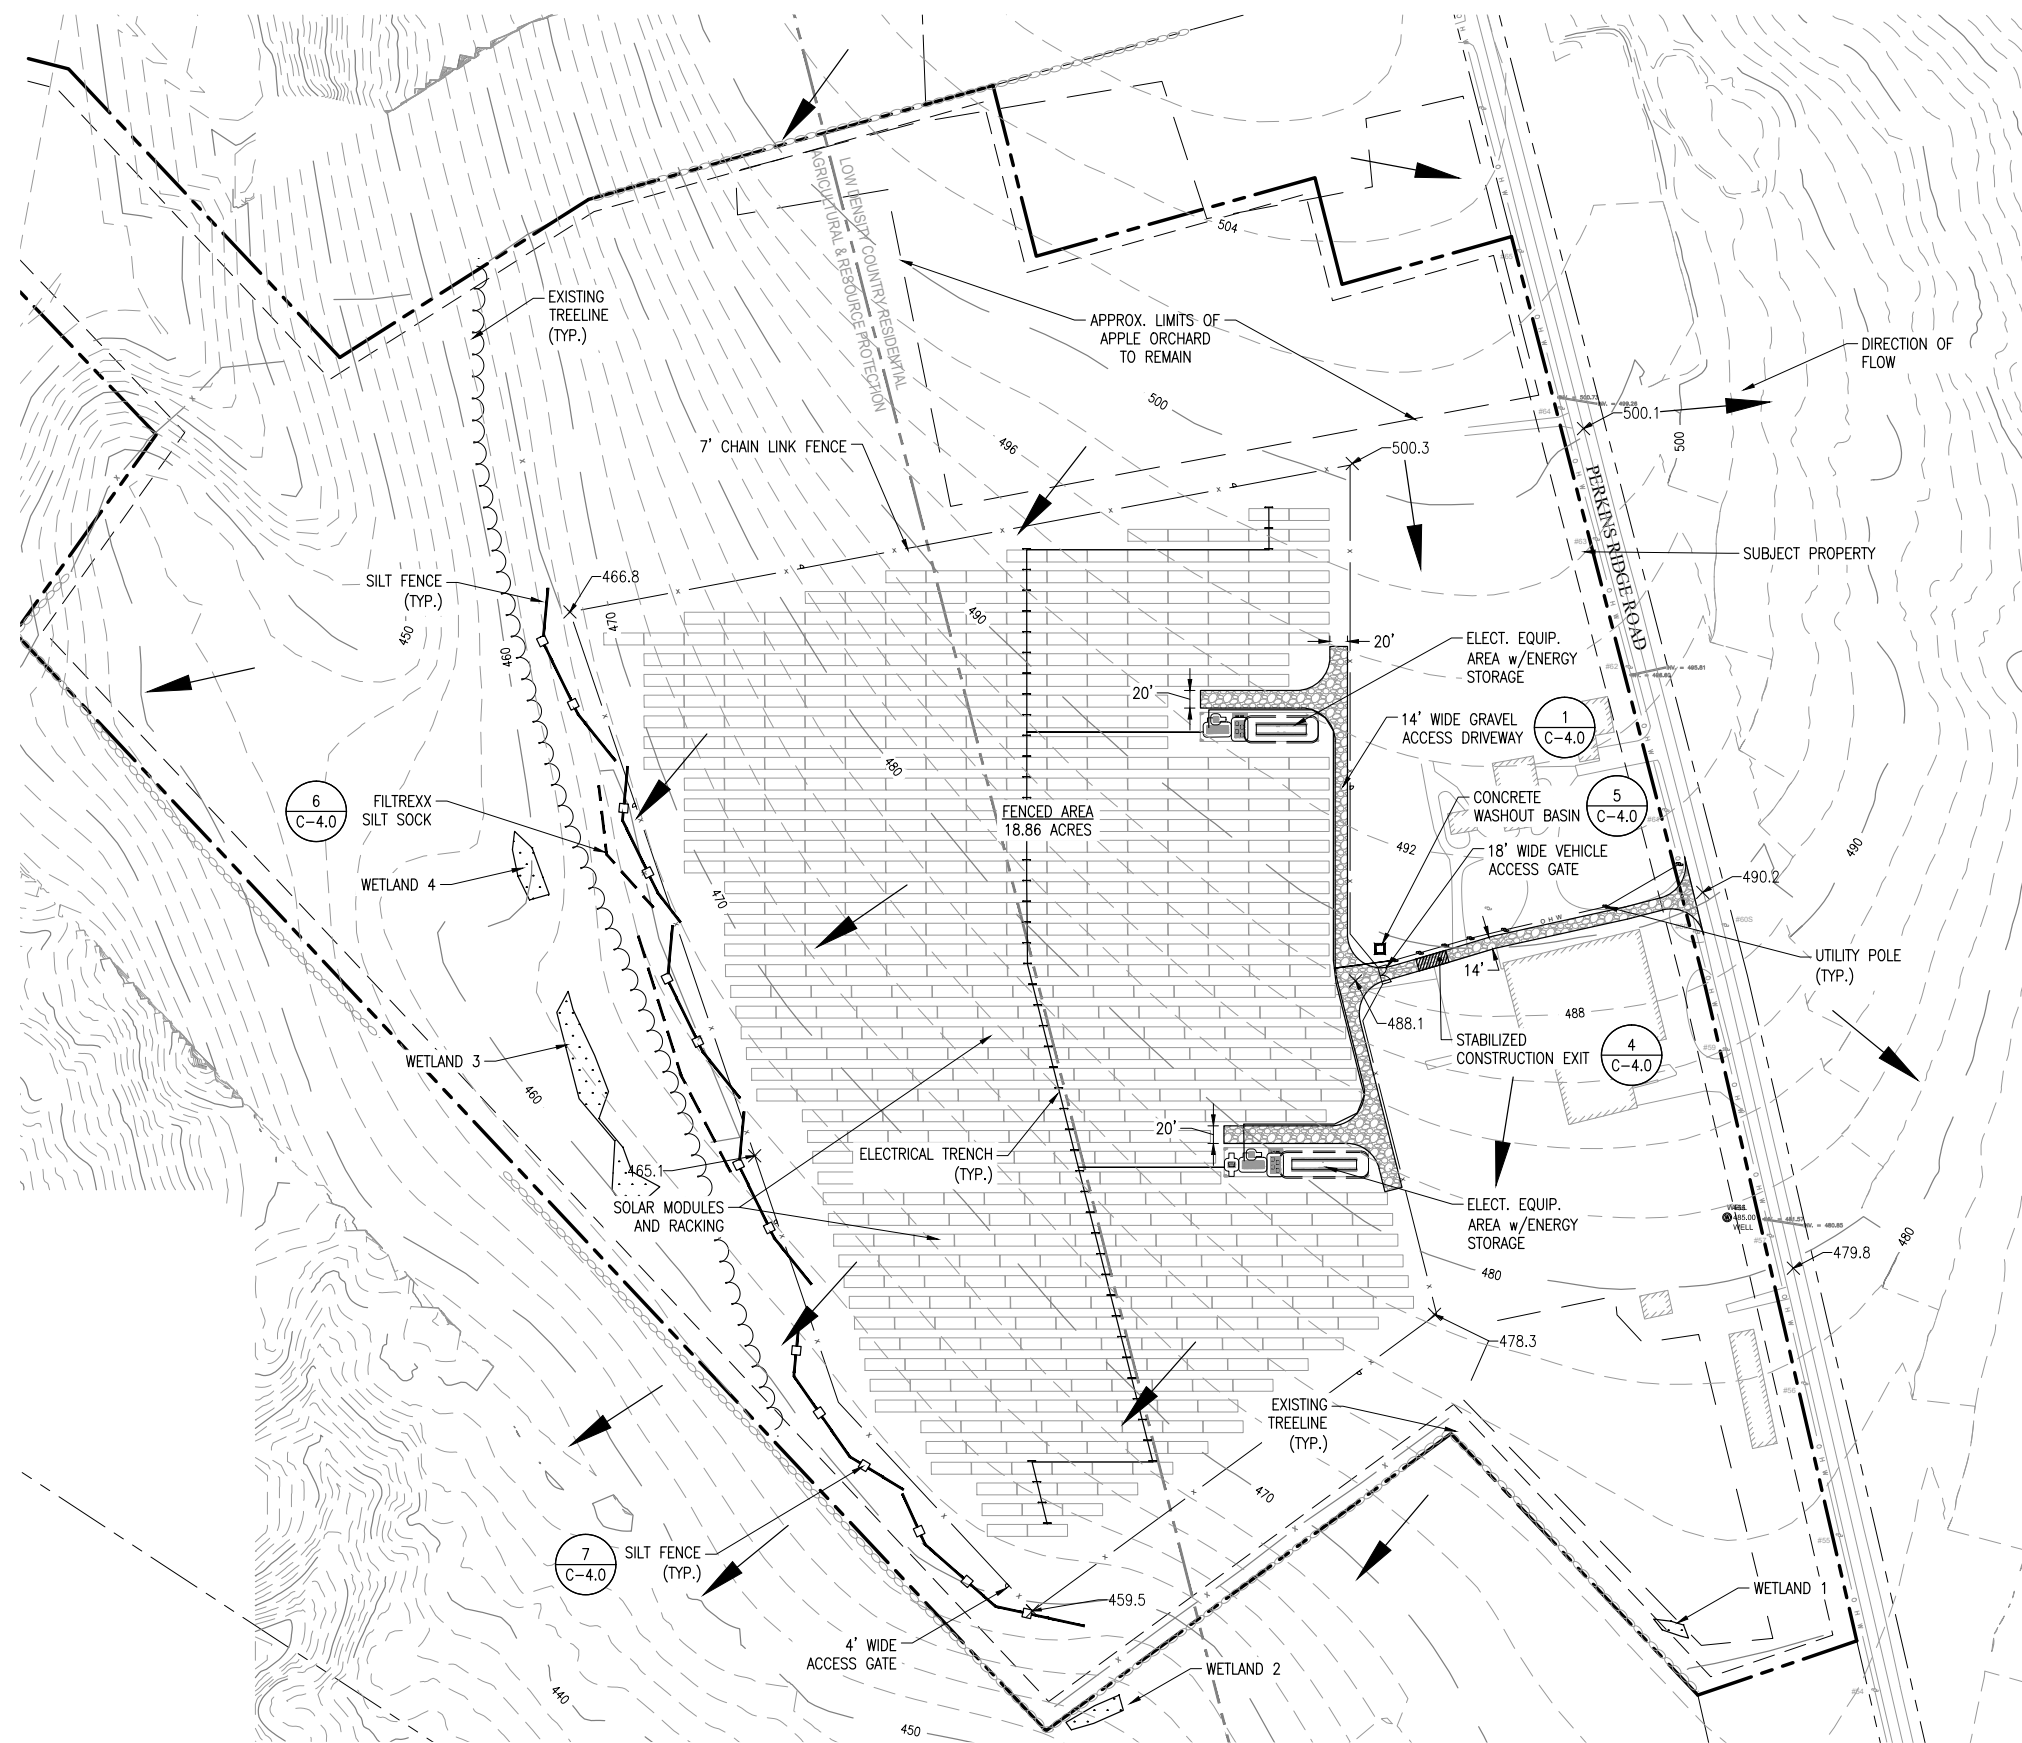 LOW DENSITY COUNTRY RESIDENTIAL
AGRICULTURAL & RESOURCE PROTECTION
504
EXISTING
TREELINE
(TYP.)
APPROX. LIMITS OF
APPLE ORCHARD
TO REMAIN
DIRECTION OF
FLOW
500
500.1
500
496
7' CHAIN LINK FENCE
500.3
PERKINS RIDGE ROAD
SUBJECT PROPERTY
SILT FENCE
(TYP.)
466.8
470
490
450
460
20'
ELECT. EQUIP.
AREA w/ENERGY
STORAGE
20'
14' WIDE GRAVEL
ACCESS DRIVEWAY
1
C-4.0
480
6
C-4.0
FILTREXX
SILT SOCK
FENCED AREA
18.86 ACRES
CONCRETE
WASHOUT BASIN
5
C-4.0
492
18' WIDE VEHICLE
ACCESS GATE
490
WETLAND 4
470
490.2
OHW
#60S
UTILITY POLE
(TYP.)
14'
488.1
488
STABILIZED
CONSTRUCTION EXIT
4
C-4.0
WETLAND 3
460
20'
ELECTRICAL TRENCH
(TYP.)
465.1
SOLAR MODULES
AND RACKING
ELECT. EQUIP.
AREA w/ENERGY
STORAGE
485.00
WELL
480
479.8
480
478.3
EXISTING
TREELINE
(TYP.)
470
7
C-4.0
SILT FENCE
(TYP.)
459.5
WETLAND 1
4' WIDE
ACCESS GATE
WETLAND 2
440
450